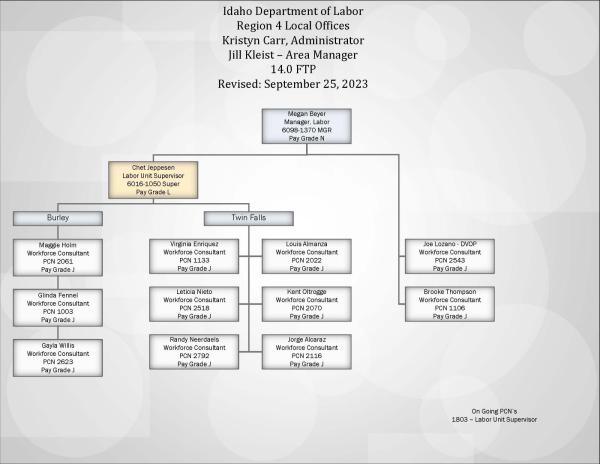 Idaho Department of Labor
Region 4 Local Offices
Kristyn Carr, Administrator
Jill Kleist – Area Manager
14.0 FTP
Revised: September 25, 2023
Megan Beyer
Manager, Labor
6098-1370 MGR
Pay Grade N
Chet Jeppesen
Labor Unit Supervisor
6016-1050 Super
Pay Grade L
Burley
Twin Falls
Maggie Holm
Workforce Consultant
PCN 2061
Pay Grade J
Glinda Fennel
Workforce Consultant
PCN 1003
Pay Grade J
Gayla Willis
Workforce Consultant
PCN 2623
Pay Grade J
Virginia Enriquez
Workforce Consultant
PCN 1133
Pay Grade J
Louis Almanza
Workforce Consultant
PCN 2022
Pay Grade J
Leticia Nieto
Workforce Consultant
PCN 2518
Pay Grade J
Kent Oltrogge
Workforce Consultant
PCN 2070
Pay Grade J
Randy Neerdaels
Workforce Consultant
PCN 2792
Pay Grade J
Jorge Alcaraz
Workforce Consultant
PCN 2116
Pay Grade J
Joe Lozano - DVOP
Workforce Consultant
PCN 2543
Pay Grade J
Brooke Thompson
Workforce Consultant
PCN 1106
Pay Grade J
On Going PCN's
1803 – Labor Unit Supervisor